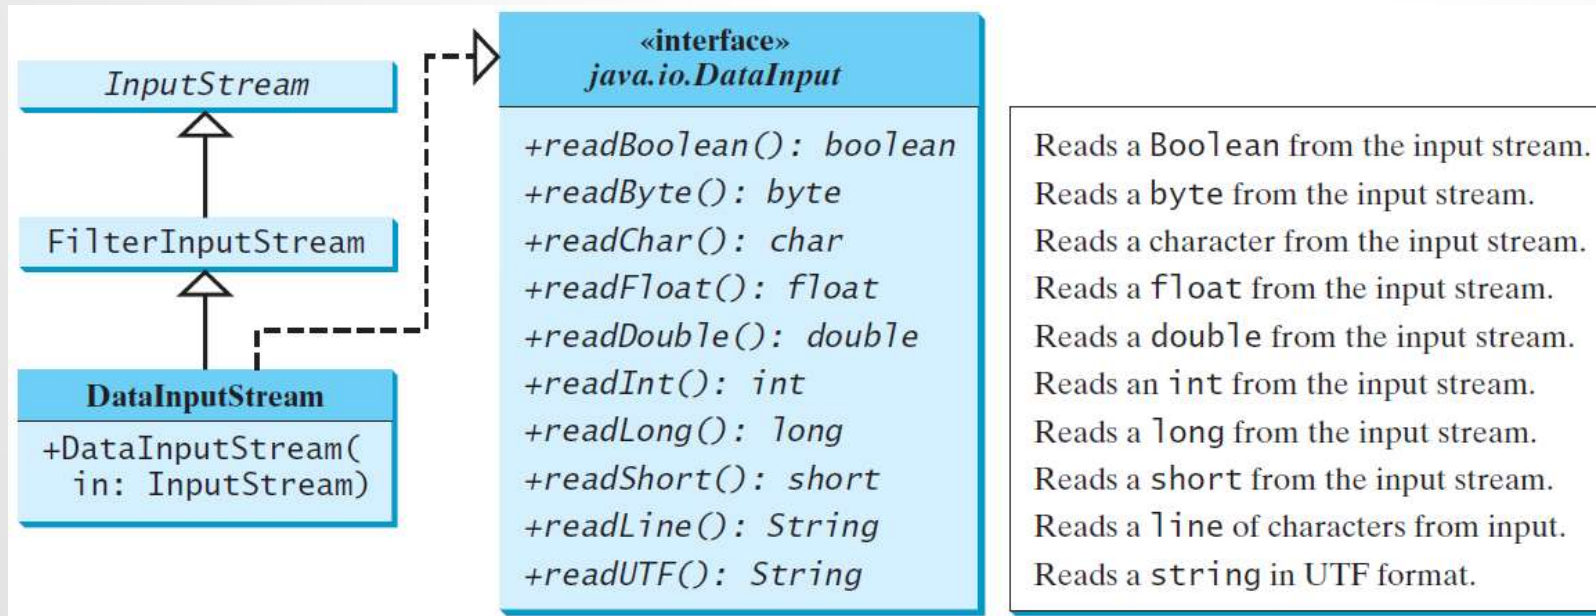 InputStream
FilterInputStream
DataInputStream
+DataInputStream(
in: InputStream)
«interface»
java.io.DataInput
+readBoolean(): boolean
+readByte(): byte
+readChar(): char
+readFloat(): float
+readDouble(): double
+readInt(): int
+readLong(): long
+readShort(): short
+readLine(): String
+readUTF(): String
Reads a Boolean from the input stream.
Reads a byte from the input stream.
Reads a character from the input stream.
Reads a float from the input stream.
Reads a double from the input stream.
Reads an int from the input stream.
Reads a long from the input stream.
Reads a short from the input stream.
Reads a line of characters from input.
Reads a string in UTF format.